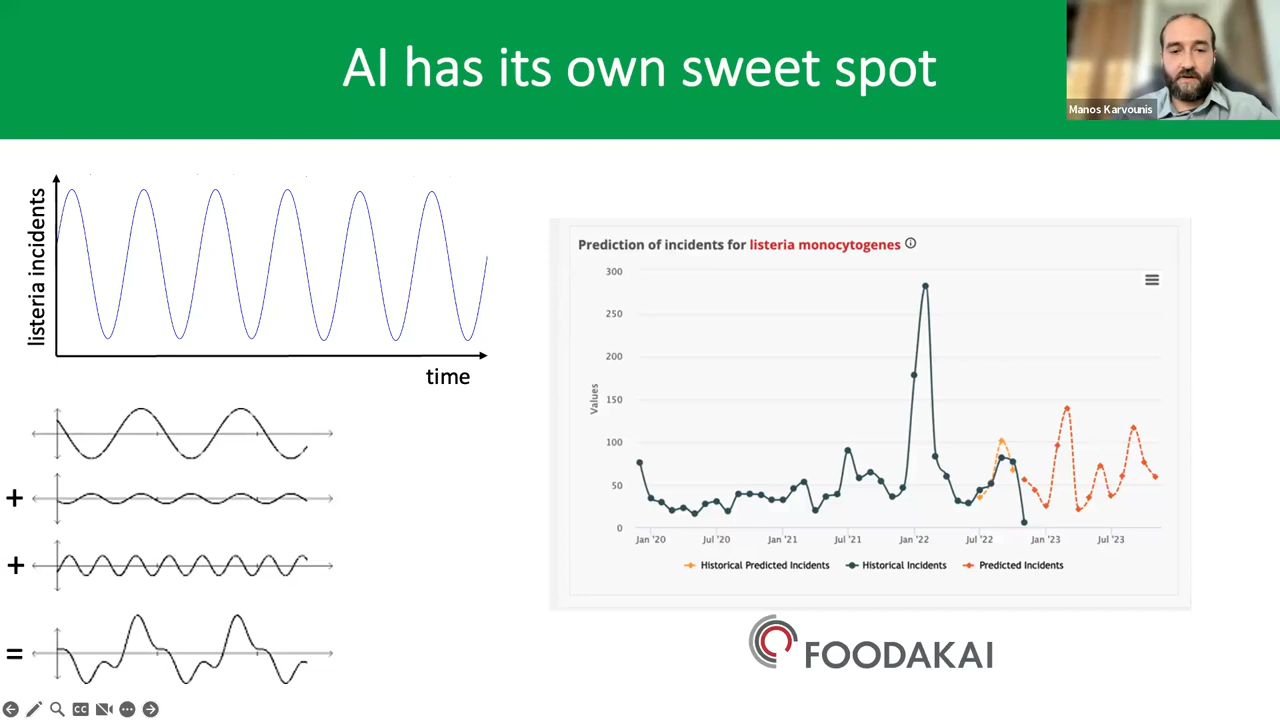 AI has its own sweet spot
Manos Karvounis
listeria incidents
time
+
+
=
Prediction of incidents for listeria monocytogenes
Values
300
250
200
150
100
50
0
Jan '20
Jul '20
Jan '21
Jul '21
Jan '22
Jul '22
Jan '23
Jul '23
Historical Predicted Incidents
Historical Incidents
Predicted Incidents
FOODAKAI
CC